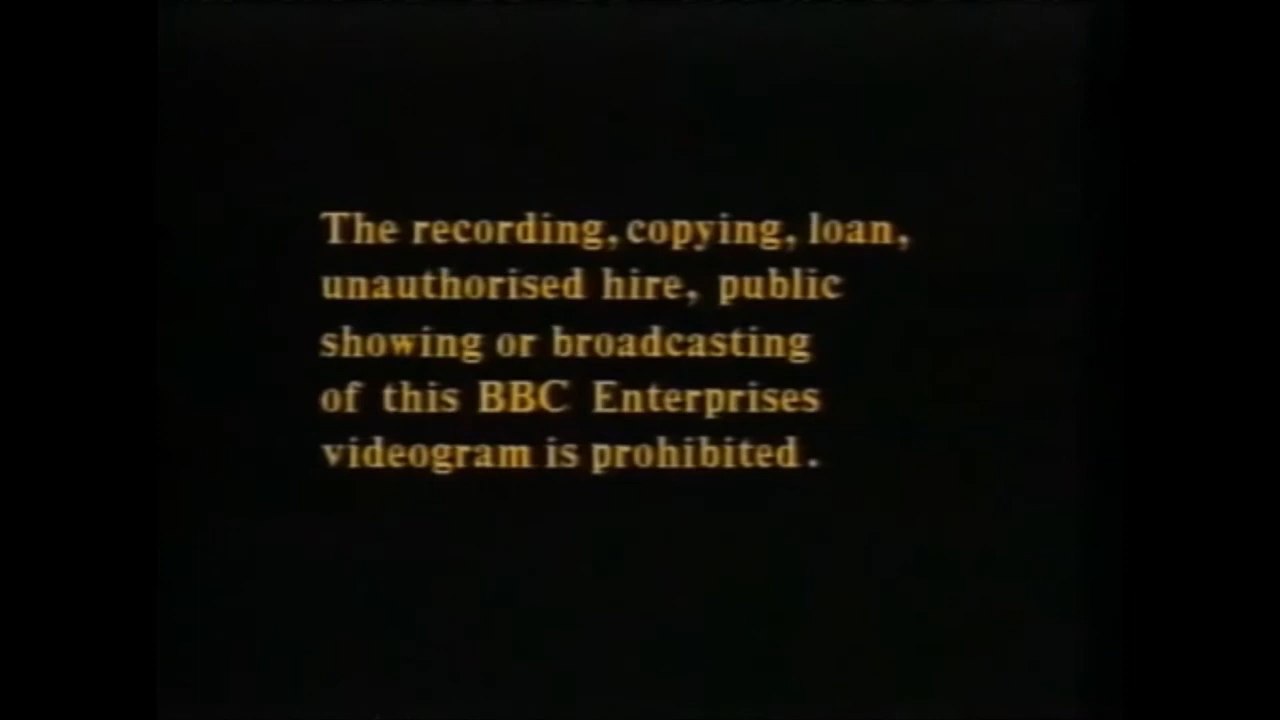 The recording, copying, loan,
unauthorised hire, public
showing or broadcasting
of this BBC Enterprises
videogram is prohibited.